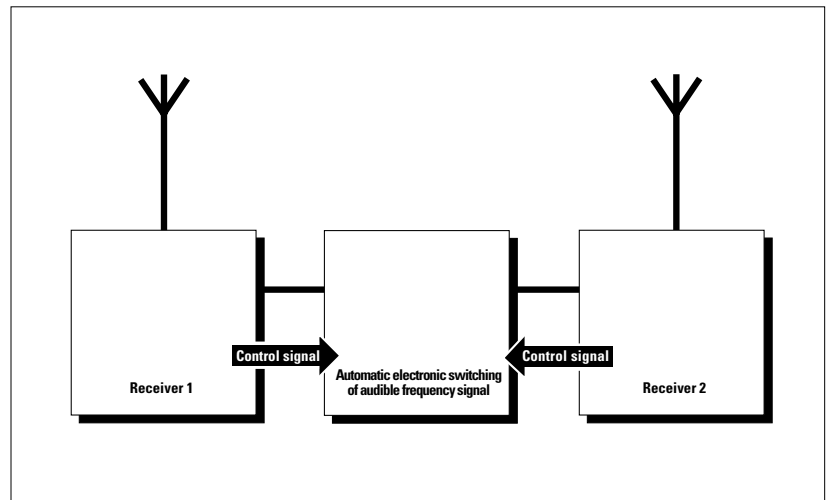 Control signal
Control signal
Automatic electronic switching
of audible frequency signal
Receiver 1
Receiver 2